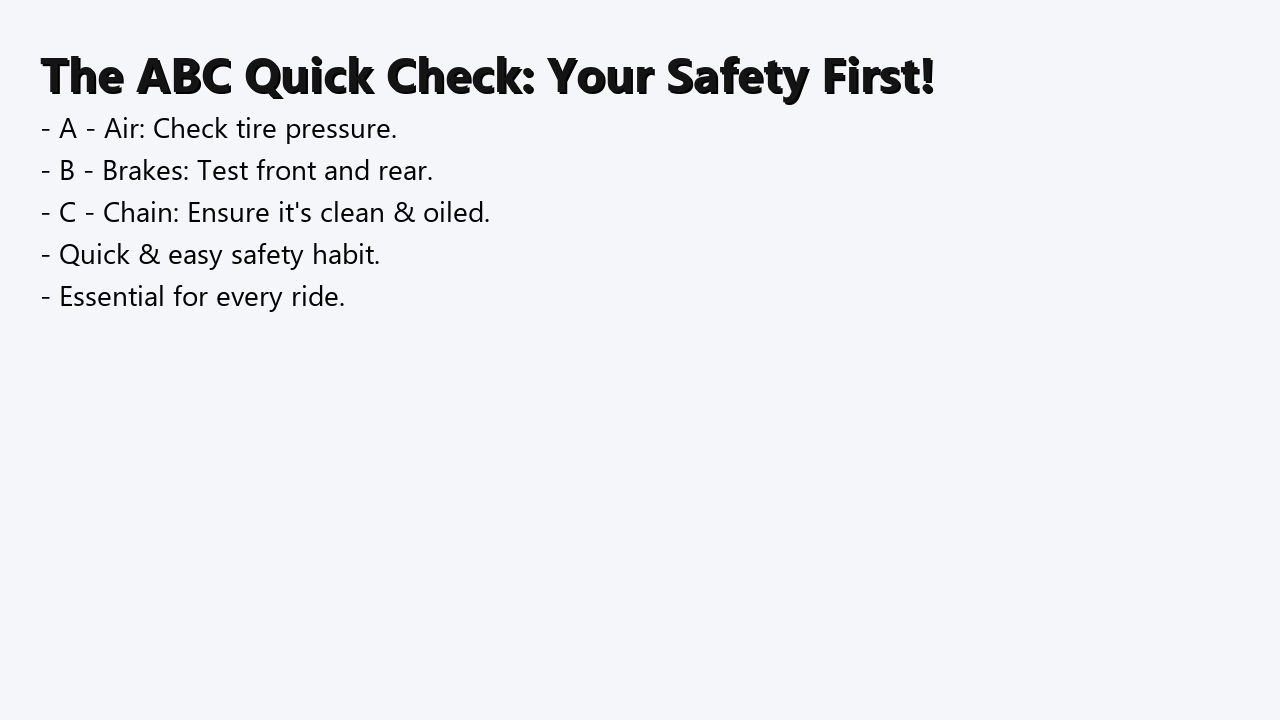 The ABC Quick Check: Your Safety First!
- A - Air: Check tire pressure.
- B - Brakes: Test front and rear.
- C - Chain: Ensure it's clean & oiled.
- Quick & easy safety habit.
- Essential for every ride.